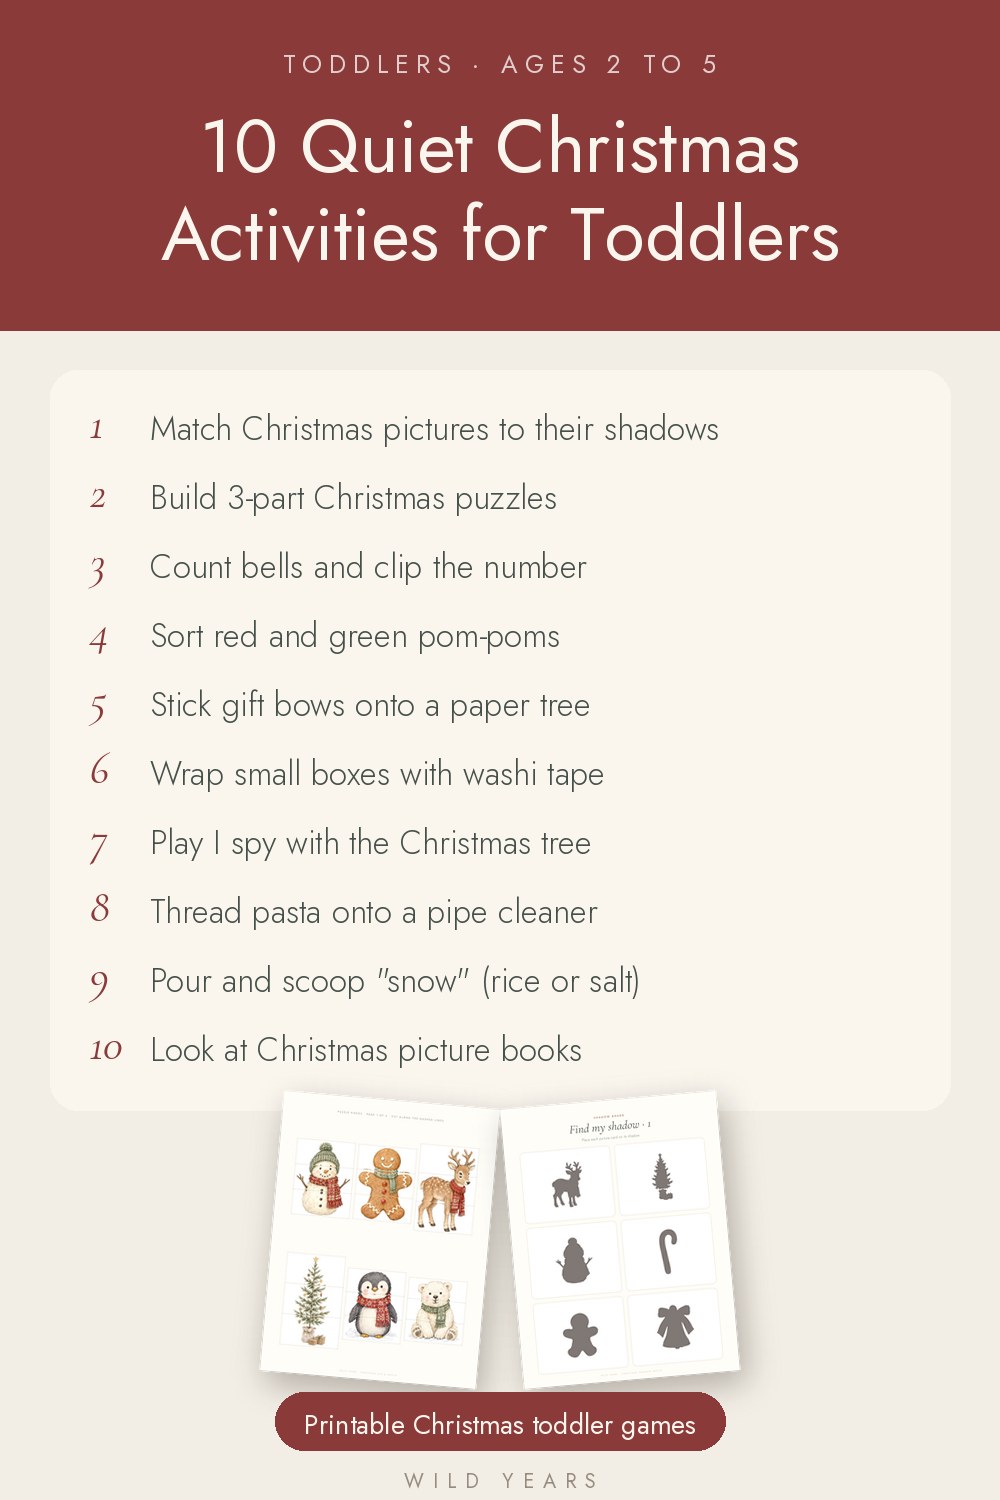 TODDLERS · AGES 2 TO 5
10 Quiet Christmas
Activities for Toddlers
1 Match Christmas pictures to their shadows
2 Build 3-part Christmas puzzles
3 Count bells and clip the number
4 Sort red and green pom-poms
5 Stick gift bows onto a paper tree
6 Wrap small boxes with washi tape
7 Play I spy with the Christmas tree
8 Thread pasta onto a pipe cleaner
9 Pour and scoop "snow" (rice or salt)
10 Look at Christmas picture books
Find my shadow · 1
Printable Christmas toddler games
WILD YEARS